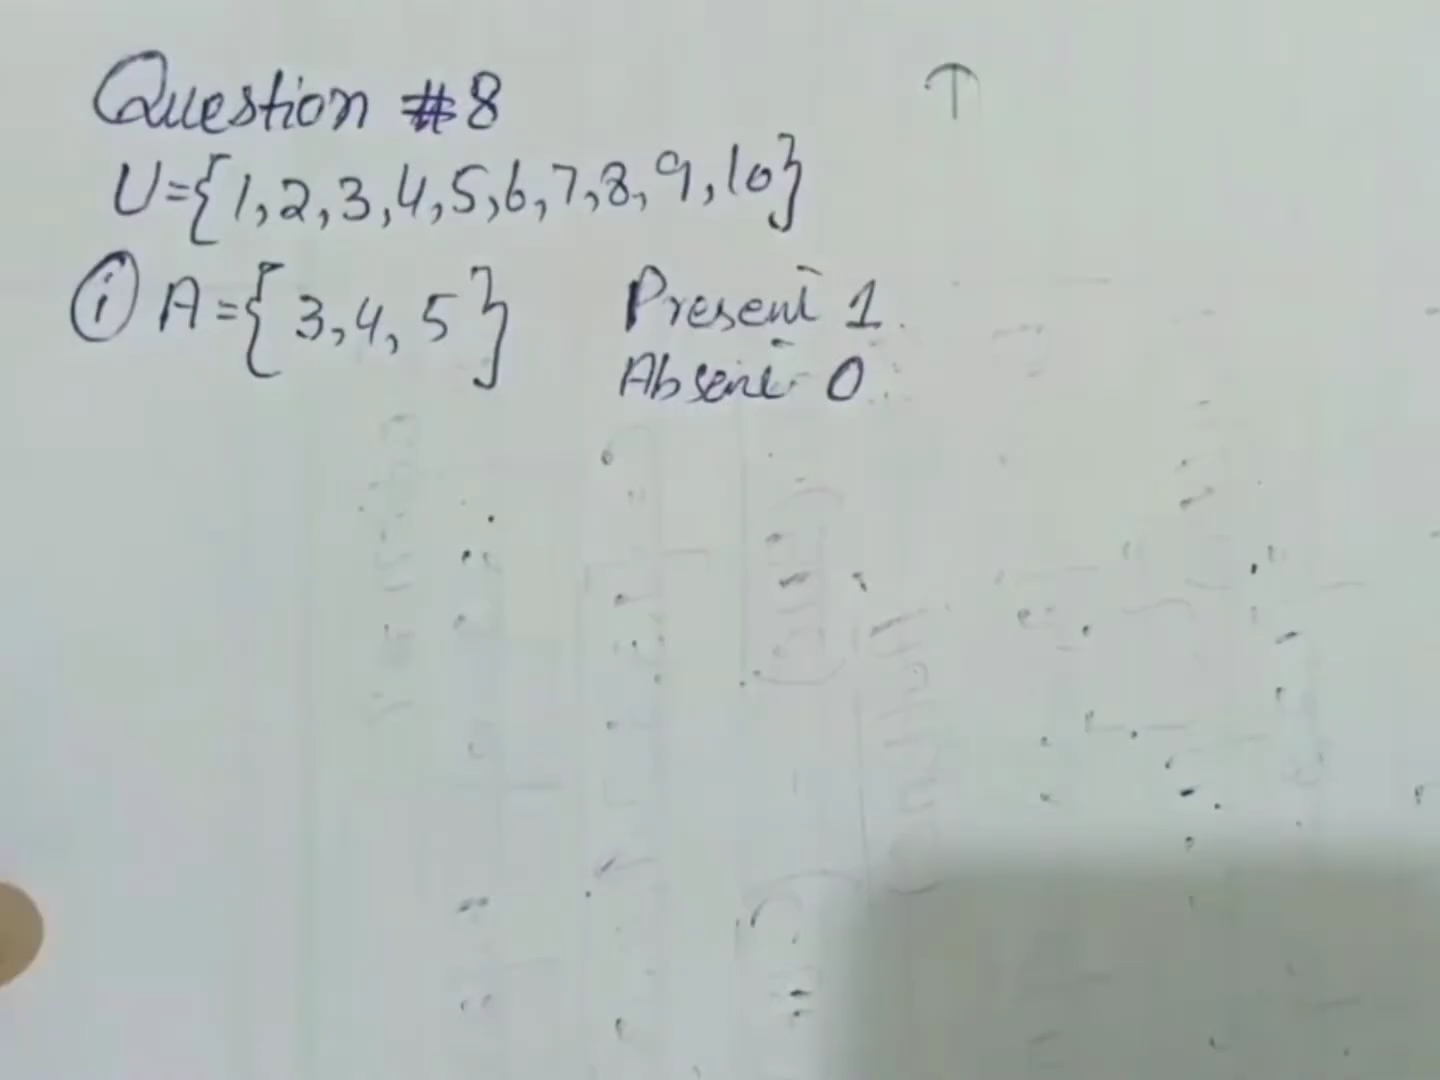 Question #8
U={1,2,3,4,5,6,7,8,9,10}
i A={3,4,5}
Present 1
Absent 0